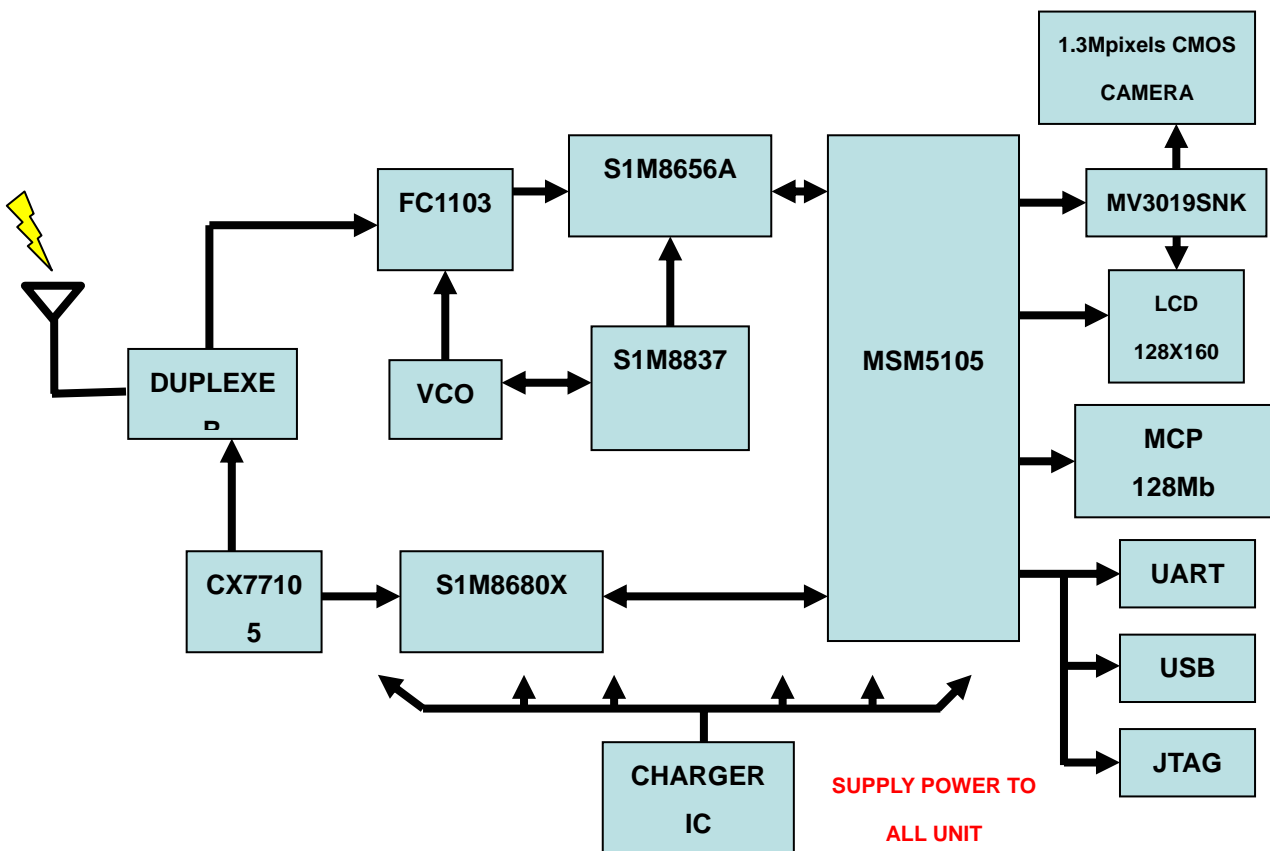 1.3Mpixels CMOS
CAMERA
S1M8656A
FC1103
MV3019SNK
MSM5105
LCD
128X160
S1M8837
VCO
DUPLEXE
MCP
128Mb
CX7710
5
S1M8680X
UART
USB
JTAG
CHARGER
IC
SUPPLY POWER TO
ALL UNIT